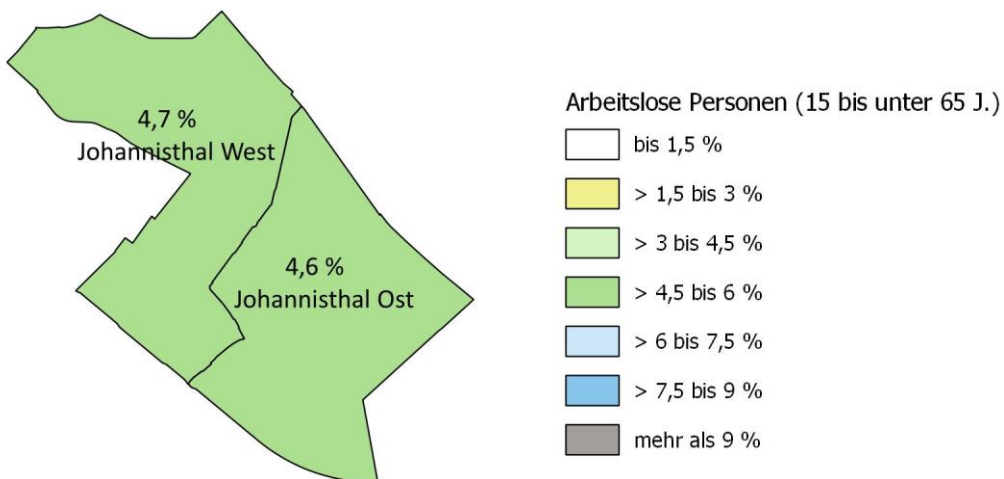 4,7 %
Johannisthal West
4,6 %
Johannisthal Ost
Arbeitslose Personen (15 bis unter 65 J.)
bis 1,5 %
> 1,5 bis 3 %
> 3 bis 4,5 %
> 4,5 bis 6 %
> 6 bis 7,5 %
> 7,5 bis 9 %
mehr als 9 %